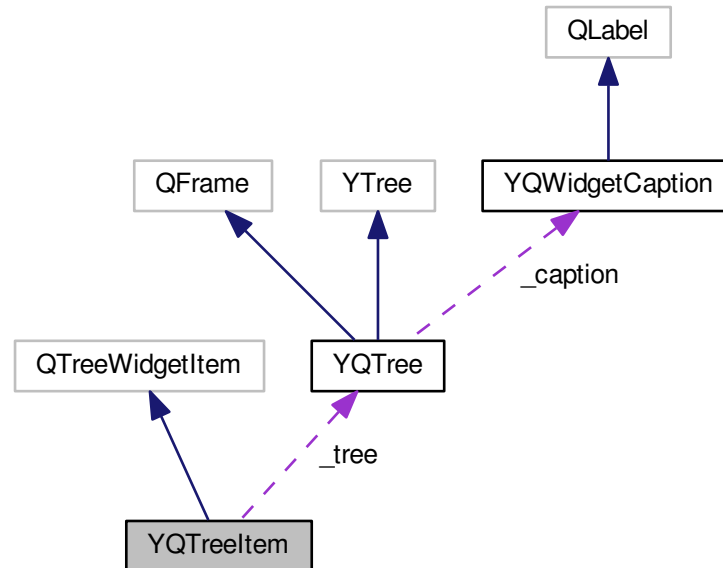 QLabel
QFrame
YTree
YQWidgetCaption
_caption
QTreeWidgetItem
YQTree
_tree
YQTreeItem